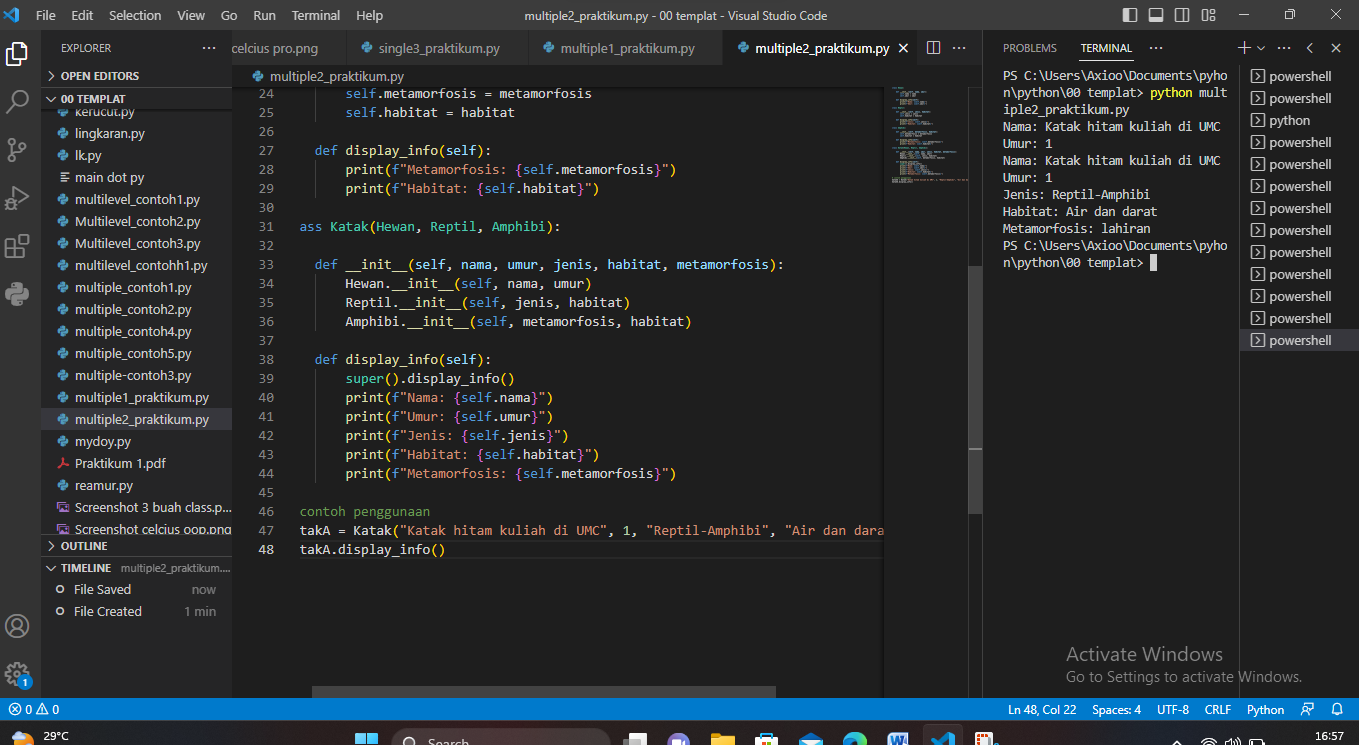 File Edit Selection View Go Run Terminal Help
multiple2_praktikum.py - 00 templat - Visual Studio Code
EXPLORER
OPEN EDITORS
00 TEMPLAT
kerucut.py
lingkaran.py
lk.py
main dot py
multilevel_contoh1.py
Multilevel_contoh2.py
Multilevel_contoh3.py
multilevel_contohh1.py
multiple_contoh1.py
multiple_contoh2.py
multiple_contoh4.py
multiple_contoh5.py
multiple-contoh3.py
multiple1_praktikum.py
multiple2_praktikum.py
mydoy.py
Praktikum 1.pdf
reamur.py
Screenshot 3 buah class.p...
Screenshot celcius oop.png
OUTLINE
TIMELINE multiple2_praktikum....
File Saved now
File Created 1 min
celcius pro.png single3_praktikum.py multiple1_praktikum.py multiple2_praktikum.py
multiple2_praktikum.py
24 self.metamorfosis = metamorfosis
25 self.habitat = habitat
26
27 def display_info(self):
28 print(f"Metamorfosis: {self.metamorfosis}")
29 print(f"Habitat: {self.habitat}")
30
31 ass Katak(Hewan, Reptil, Amphibi):
32
33 def __init__(self, nama, umur, jenis, habitat, metamorfosis):
34 Hewan.__init__(self, nama, umur)
35 Reptil.__init__(self, jenis, habitat)
36 Amphibi.__init__(self, metamorfosis, habitat)
37
38 def display_info(self):
39 super().display_info()
40 print(f"Nama: {self.nama}")
41 print(f"Umur: {self.umur}")
42 print(f"Jenis: {self.jenis}")
43 print(f"Habitat: {self.habitat}")
44 print(f"Metamorfosis: {self.metamorfosis}")
45
46 contoh penggunaan
47 takA = Katak("Katak hitam kuliah di UMC", 1, "Reptil-Amphibi", "Air dan dara
48 takA.display_info()
PROBLEMS TERMINAL
PS C:\Users\Axioo\Documents\pyho
n\python\00 templat> python mult
iple2_praktikum.py
Nama: Katak hitam kuliah di UMC
Umur: 1
Nama: Katak hitam kuliah di UMC
Umur: 1
Jenis: Reptil-Amphibi
Habitat: Air dan darat
Metamorfosis: lahiran
PS C:\Users\Axioo\Documents\pyho
n\python\00 templat>
powershell
powershell
python
powershell
powershell
powershell
powershell
powershell
powershell
powershell
powershell
powershell
powershell
Activate Windows
Go to Settings to activate Windows.
1
0 0
Ln 48, Col 22 Spaces: 4 UTF-8 CRLF Python
29°C
Search
16:57